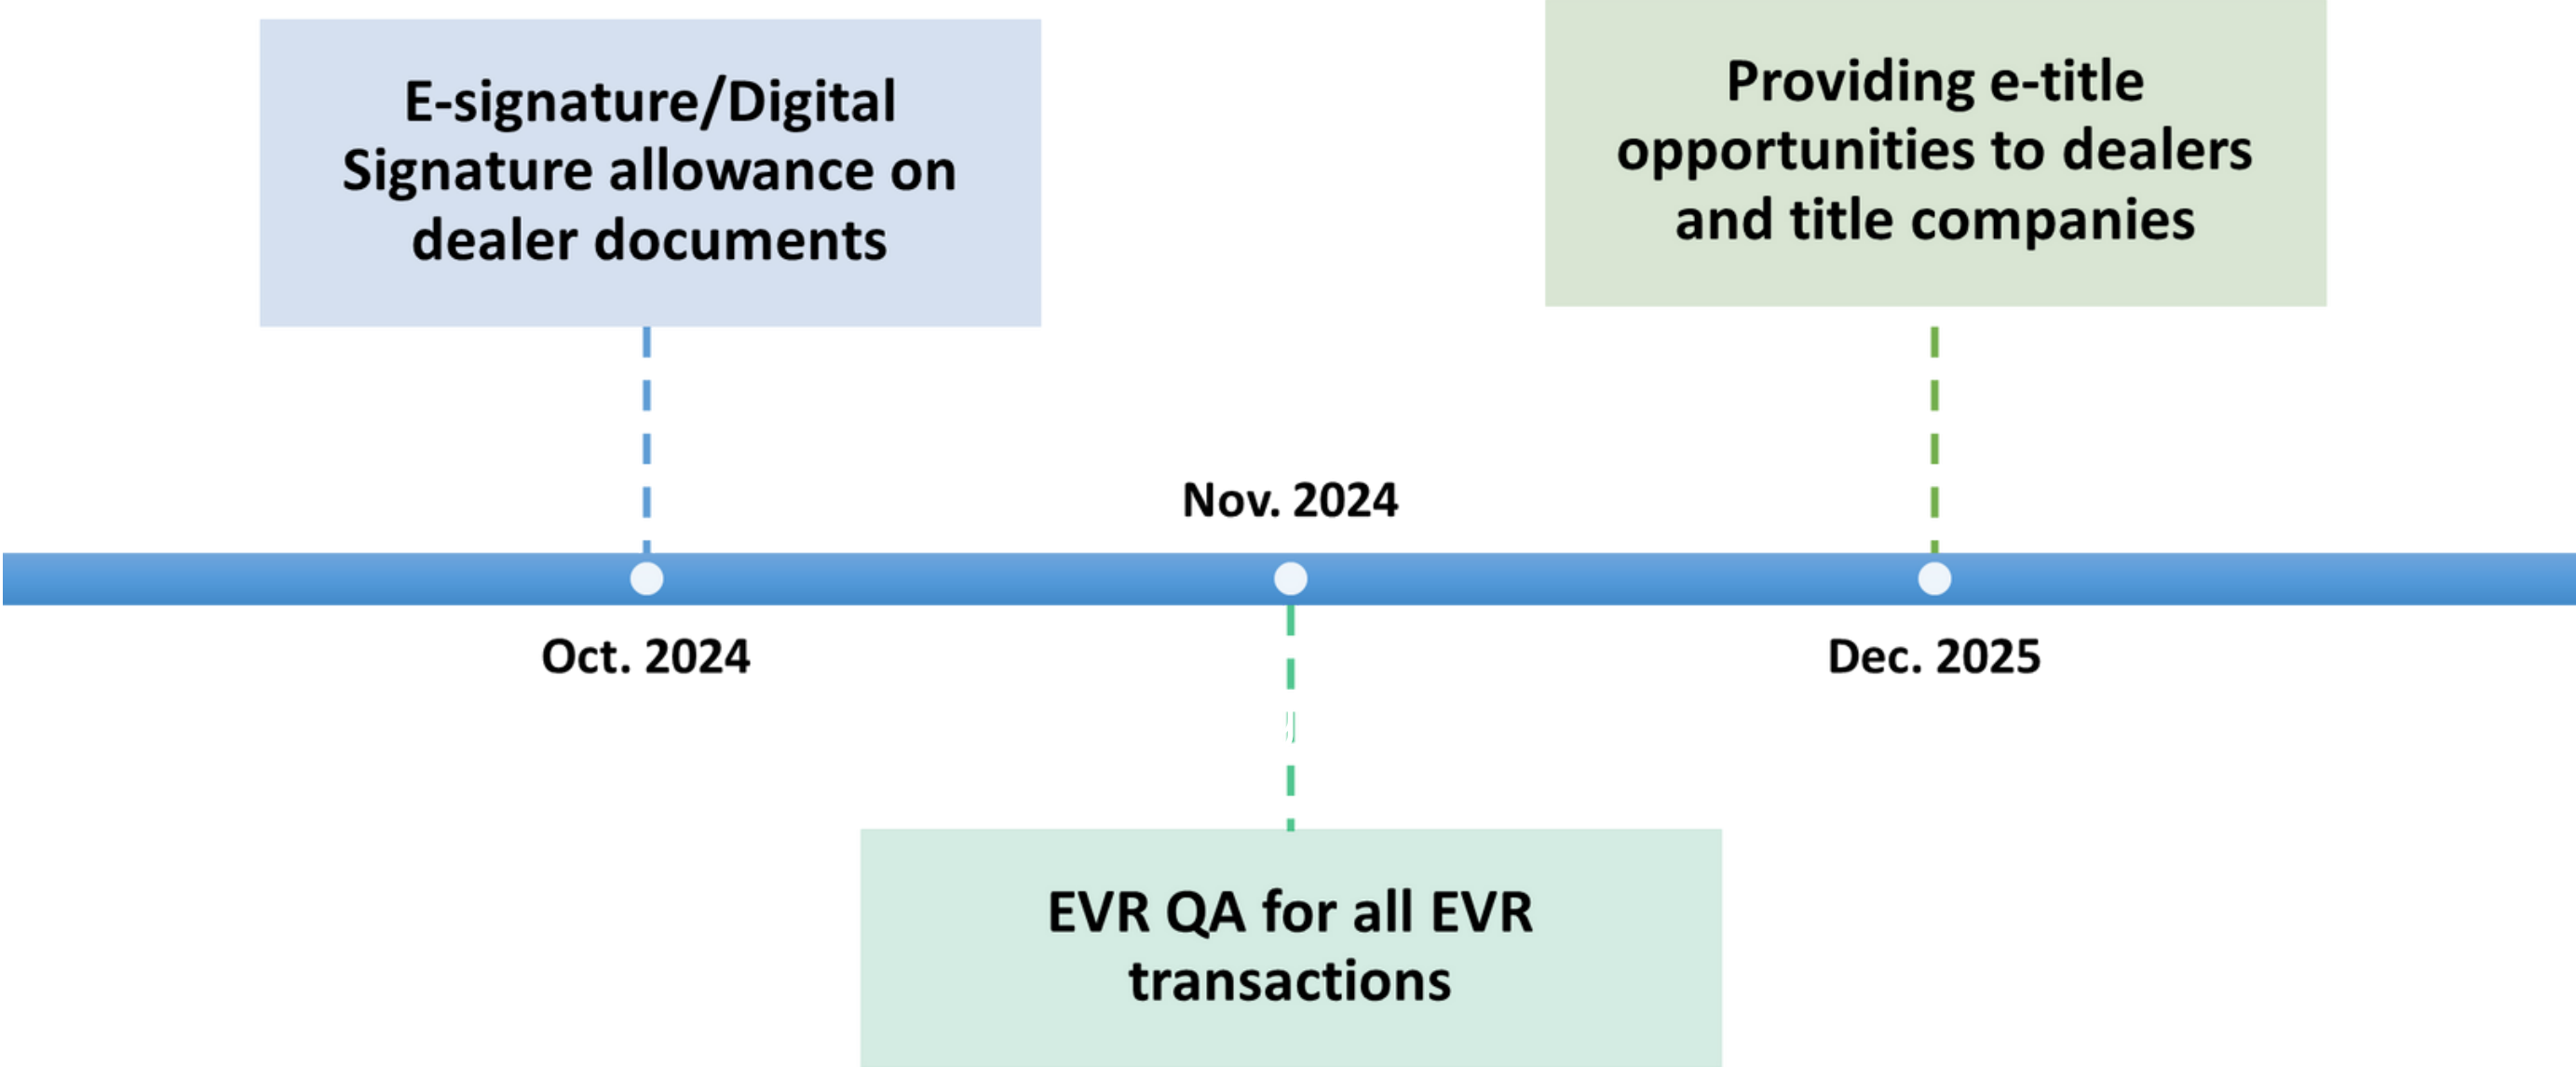 E-signature/Digital
Signature allowance on
dealer documents
Providing e-title
opportunities to dealers
and title companies
Nov. 2024
Oct. 2024
Dec. 2025
EVR QA for all EVR
transactions